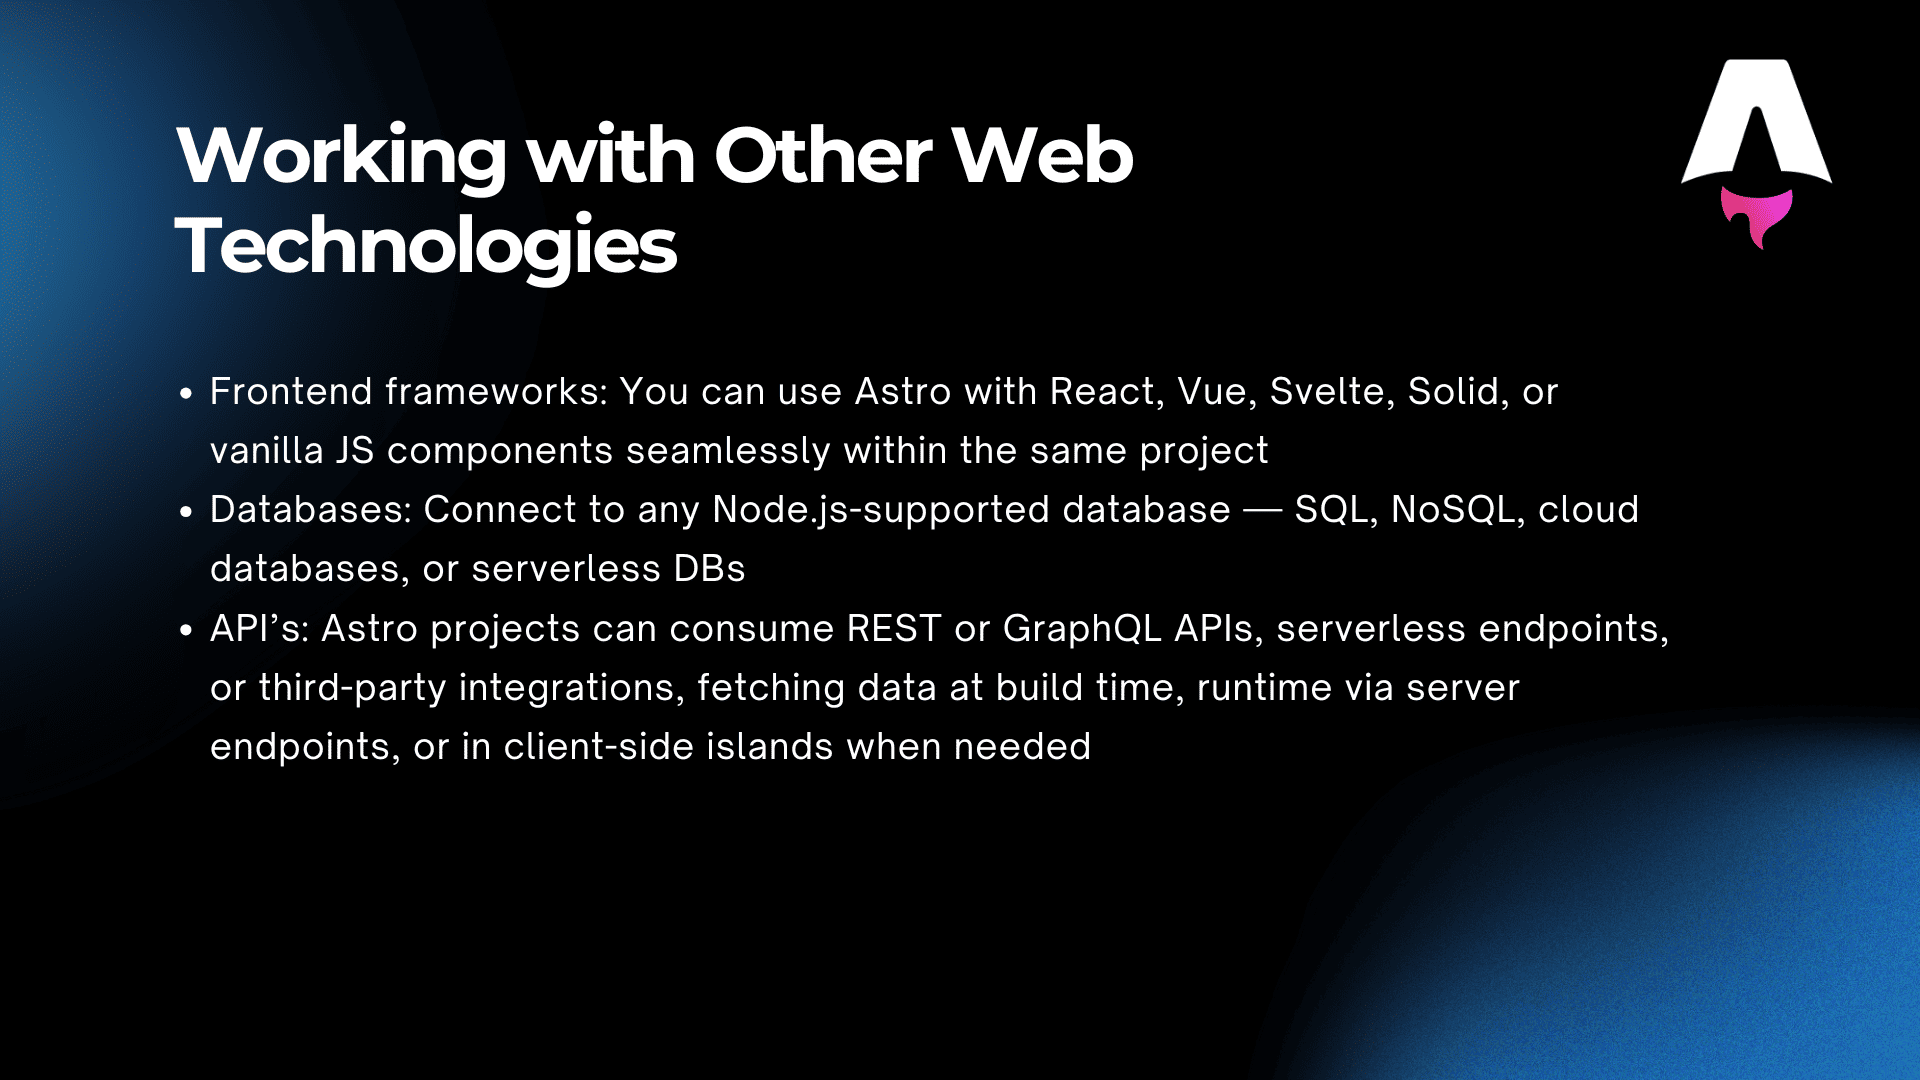 Working with Other Web
Technologies
• Frontend frameworks: You can use Astro with React, Vue, Svelte, Solid, or
vanilla JS components seamlessly within the same project
• Databases: Connect to any Node.js-supported database — SQL, NoSQL, cloud
databases, or serverless DBs
• API’s: Astro projects can consume REST or GraphQL APIs, serverless endpoints,
or third-party integrations, fetching data at build time, runtime via server
endpoints, or in client-side islands when needed